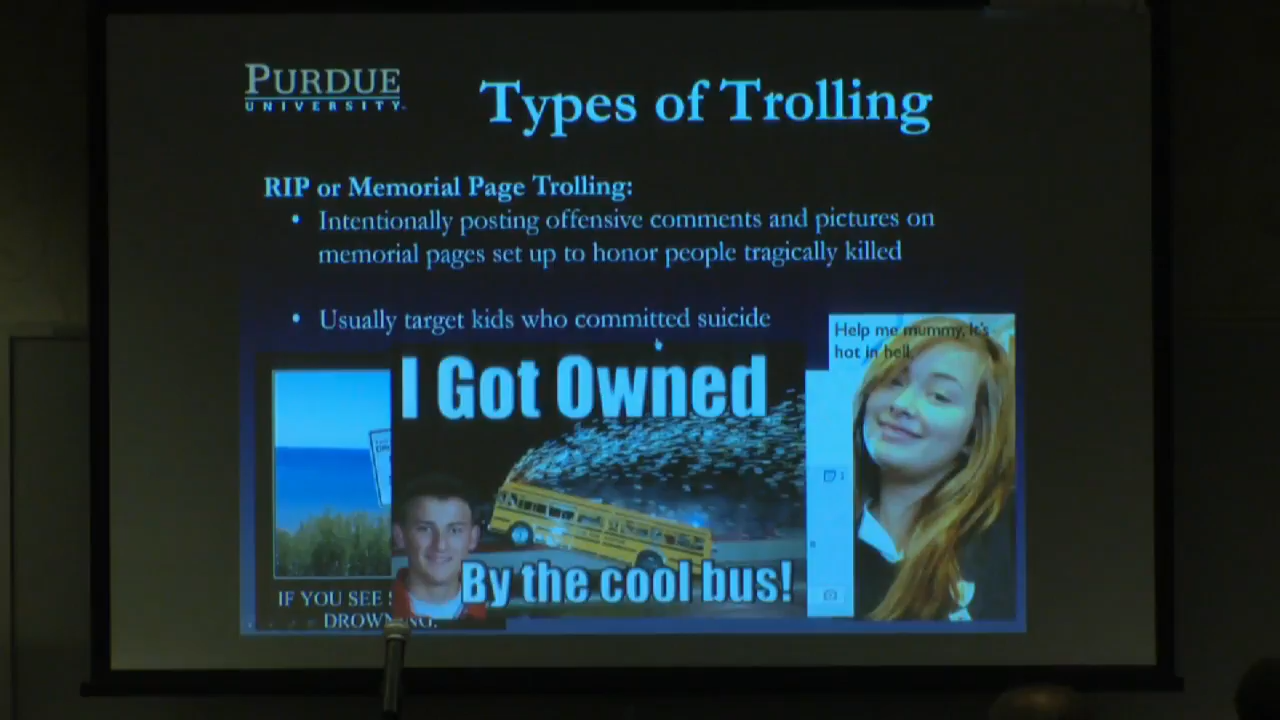 PURDUE
UNIVERSITY
Types of Trolling
RIP or Memorial Page Trolling:
• Intentionally posting offensive comments and pictures on
memorial pages set up to honor people tragically killed
• Usually target kids who committed suicide
Help me mummy, It's
hot in hell.
I Got Owned
By the cool bus!
IF YOU SEE
DROWNING.